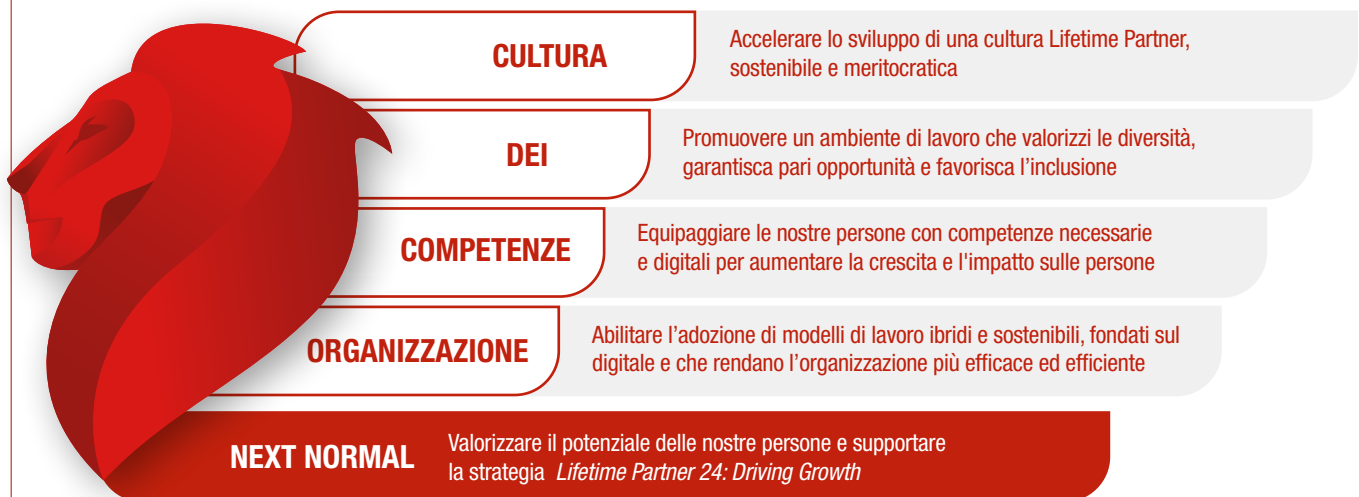 CULTURA
Accelerare lo sviluppo di una cultura Lifetime Partner,
sostenibile e meritocratica
DEI
Promuovere un ambiente di lavoro che valorizzi le diversità,
garantisca pari opportunità e favorisca l’inclusione
COMPETENZE
Equipaggiare le nostre persone con competenze necessarie
e digitali per aumentare la crescita e l'impatto sulle persone
ORGANIZZAZIONE
Abilitare l’adozione di modelli di lavoro ibridi e sostenibili, fondati sul
digitale e che rendano l’organizzazione più efficace ed efficiente
NEXT NORMAL
Valorizzare il potenziale delle nostre persone e supportare
la strategia Lifetime Partner 24: Driving Growth